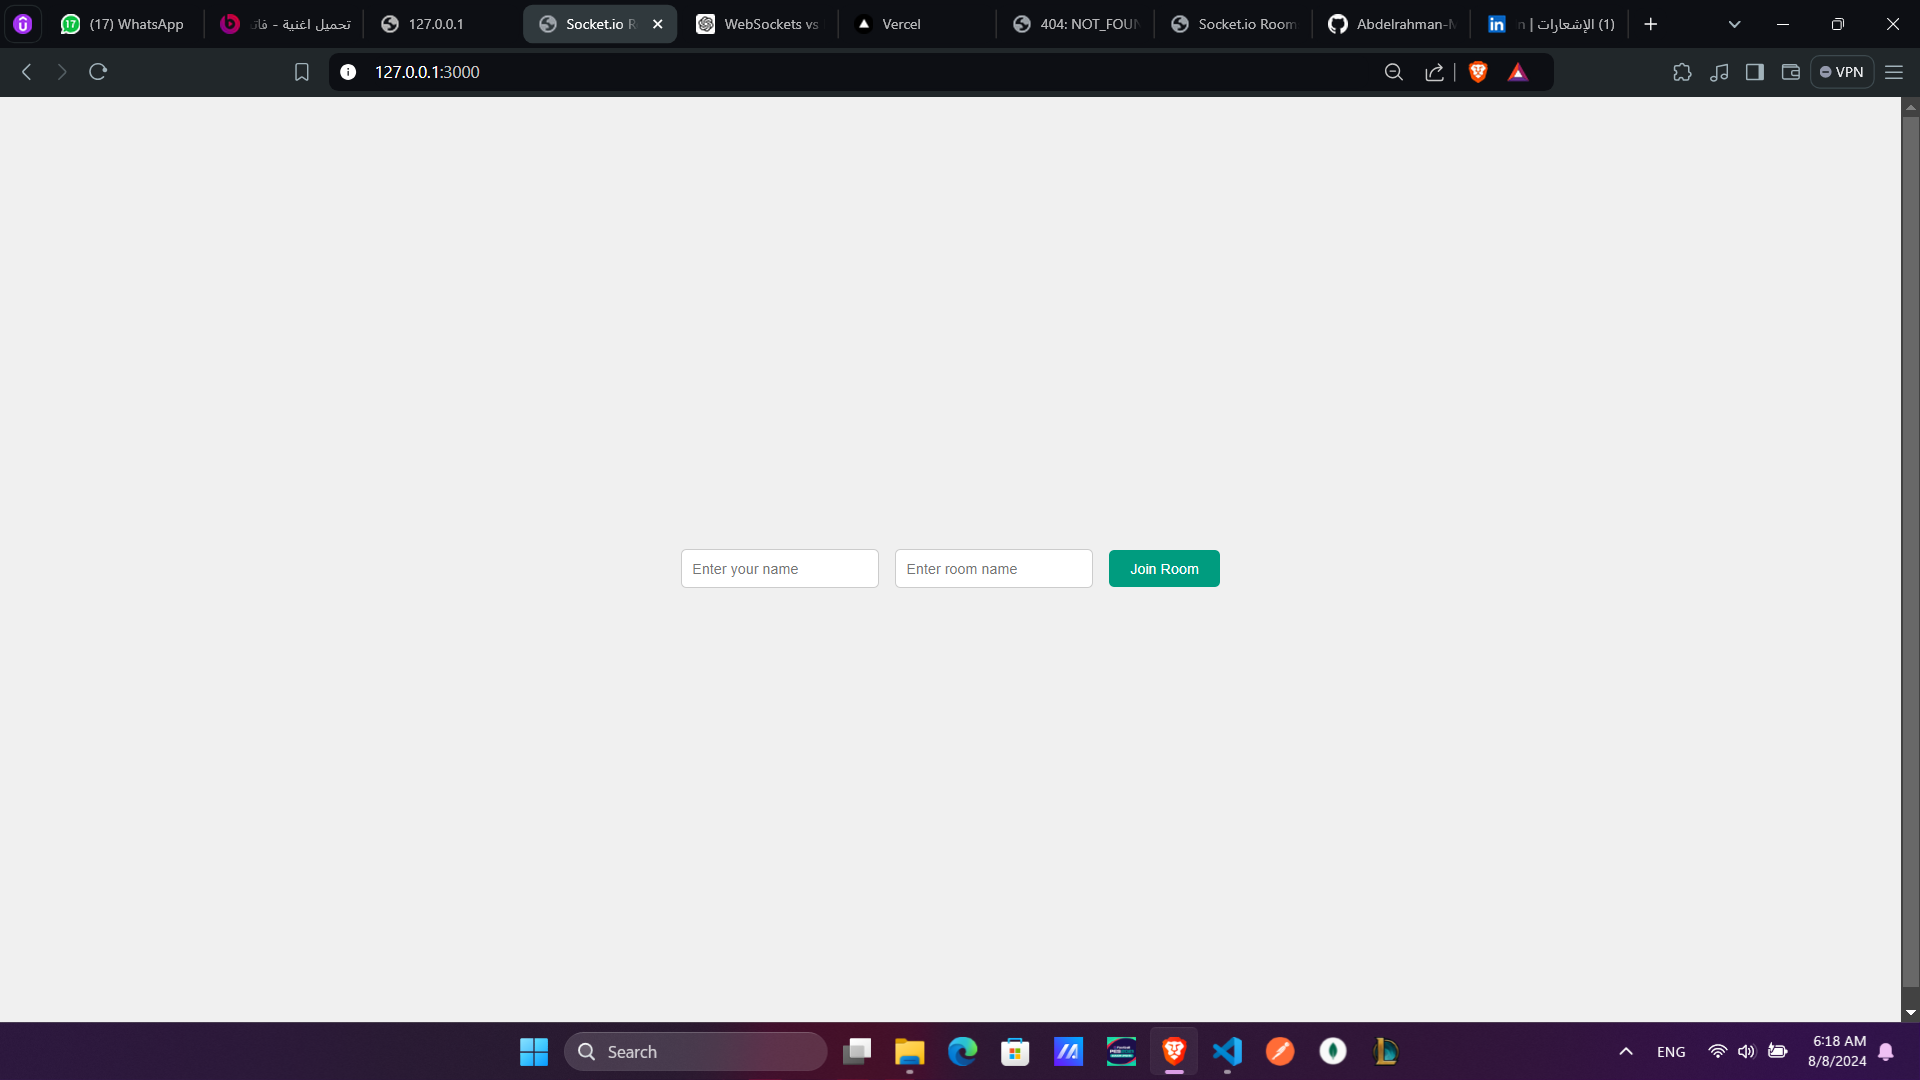 (17) WhatsApp
تحميل اغنية - فات
127.0.0.1
Socket.io R
WebSockets vs
Vercel
404: NOT_FOUN
Socket.io Room
Abdelrahman-M
(1) الإشعارات | n
127.0.0.1:3000
VPN
Enter your name
Enter room name
Join Room
Search
ENG
6:18 AM
8/8/2024